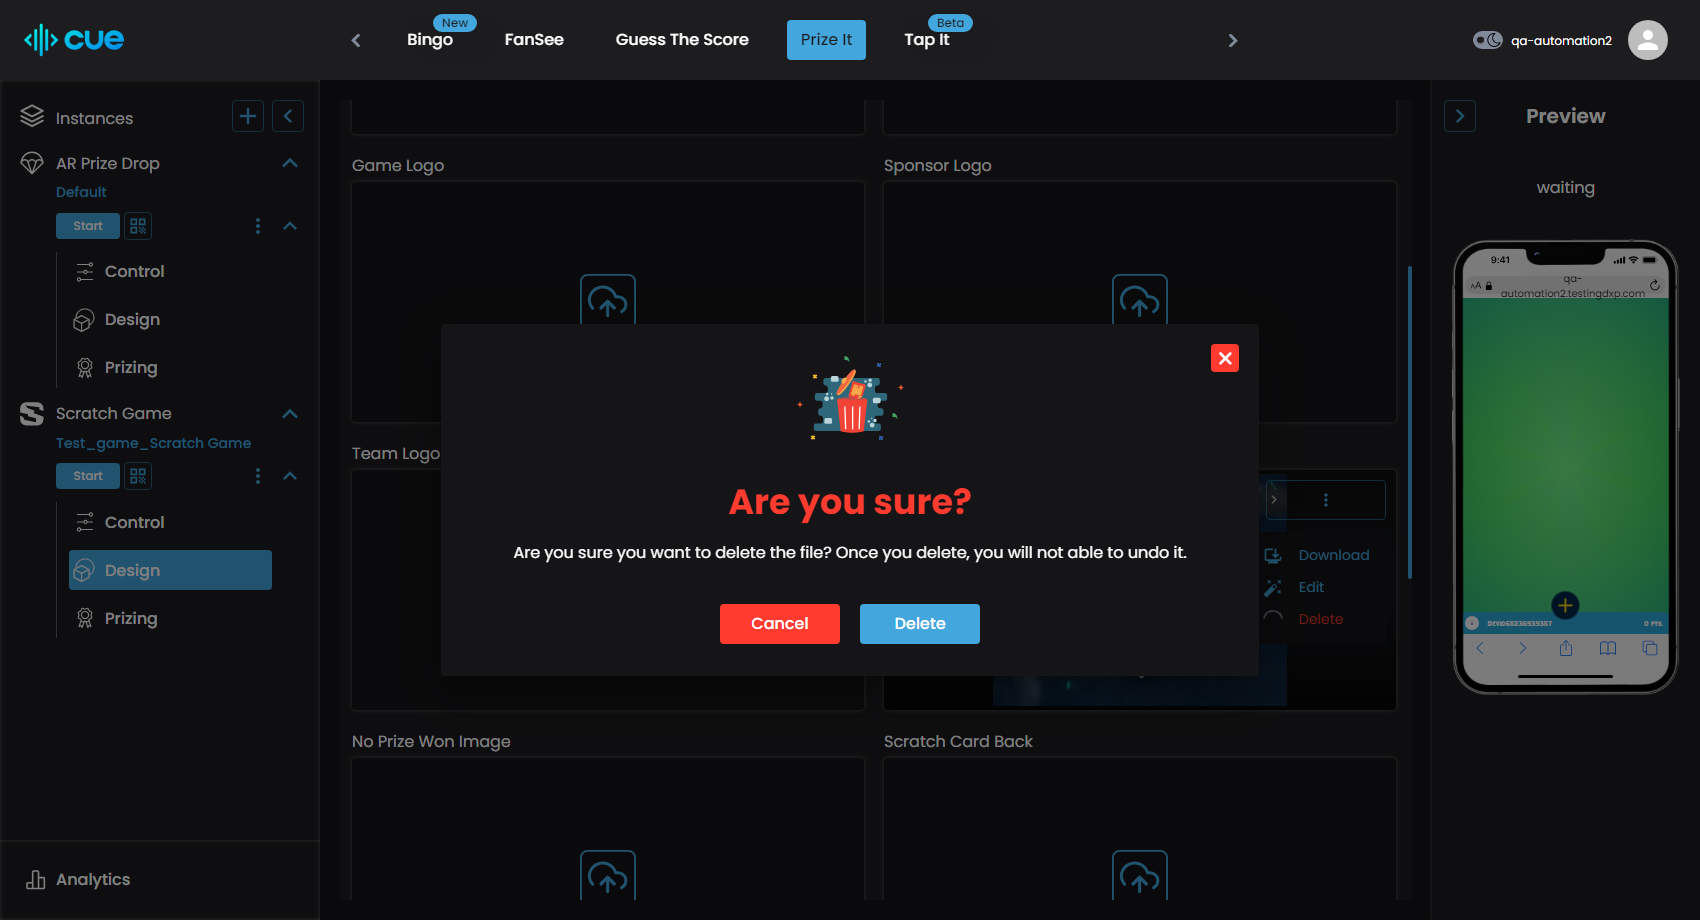 cue
New
Bingo
FanSee
Guess The Score
Prize It
Beta
Tap It
qa-automation2
Instances
AR Prize Drop
Default
Start
Control
Design
Prizing
Scratch Game
Test_game_Scratch Game
Start
Control
Design
Prizing
Analytics
Game Logo
Sponsor Logo
Team Logo
Download
Edit
Delete
No Prize Won Image
Scratch Card Back
Are you sure?
Are you sure you want to delete the file? Once you delete, you will not able to undo it.
Cancel
Delete
Preview
waiting
9:41
AA
qa-
automation2.testingdxp.com
0 PTS.